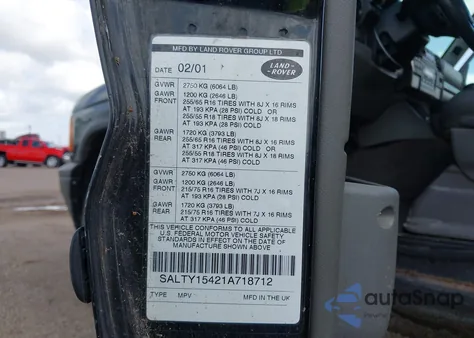 MFD BY LAND ROVER GROUP LTD
DATE 02/01
LAND-
-ROVER
GVWR 2750 KG (6064 LB)
GAWR 1200 KG (2646 LB)
FRONT 255/65 R16 TIRES WITH 8J X 16 RIMS
AT 193 KPA (28 PSI) COLD OR
255/55 R18 TIRES WITH 8J X 18 RIMS
AT 193 KPA (28 PSI) COLD
GAWR 1720 KG (3793 LB)
REAR 255/65 R16 TIRES WITH 8J X 16 RIMS
AT 317 KPA (46 PSI) COLD OR
255/55 R18 TIRES WITH 8J X 18 RIMS
AT 317 KPA (46 PSI) COLD
GVWR 2750 KG (6064 LB)
GAWR 1200 KG (2646 LB)
FRONT 215/75 R16 TIRES WITH 7J X 16 RIMS
AT 193 KPA (28 PSI) COLD
GAWR 1720 KG (3793 LB)
REAR 215/75 R16 TIRES WITH 7J X 16 RIMS
AT 317 KPA (46 PSI) COLD
THIS VEHICLE CONFORMS TO ALL APPLICABLE
U.S. FEDERAL MOTOR VEHICLE SAFETY
STANDARDS IN EFFECT ON THE DATE OF
MANUFACTURE SHOWN ABOVE.
SALTY15421A718712
TYPE MPV MFD IN THE UK
autoSnap